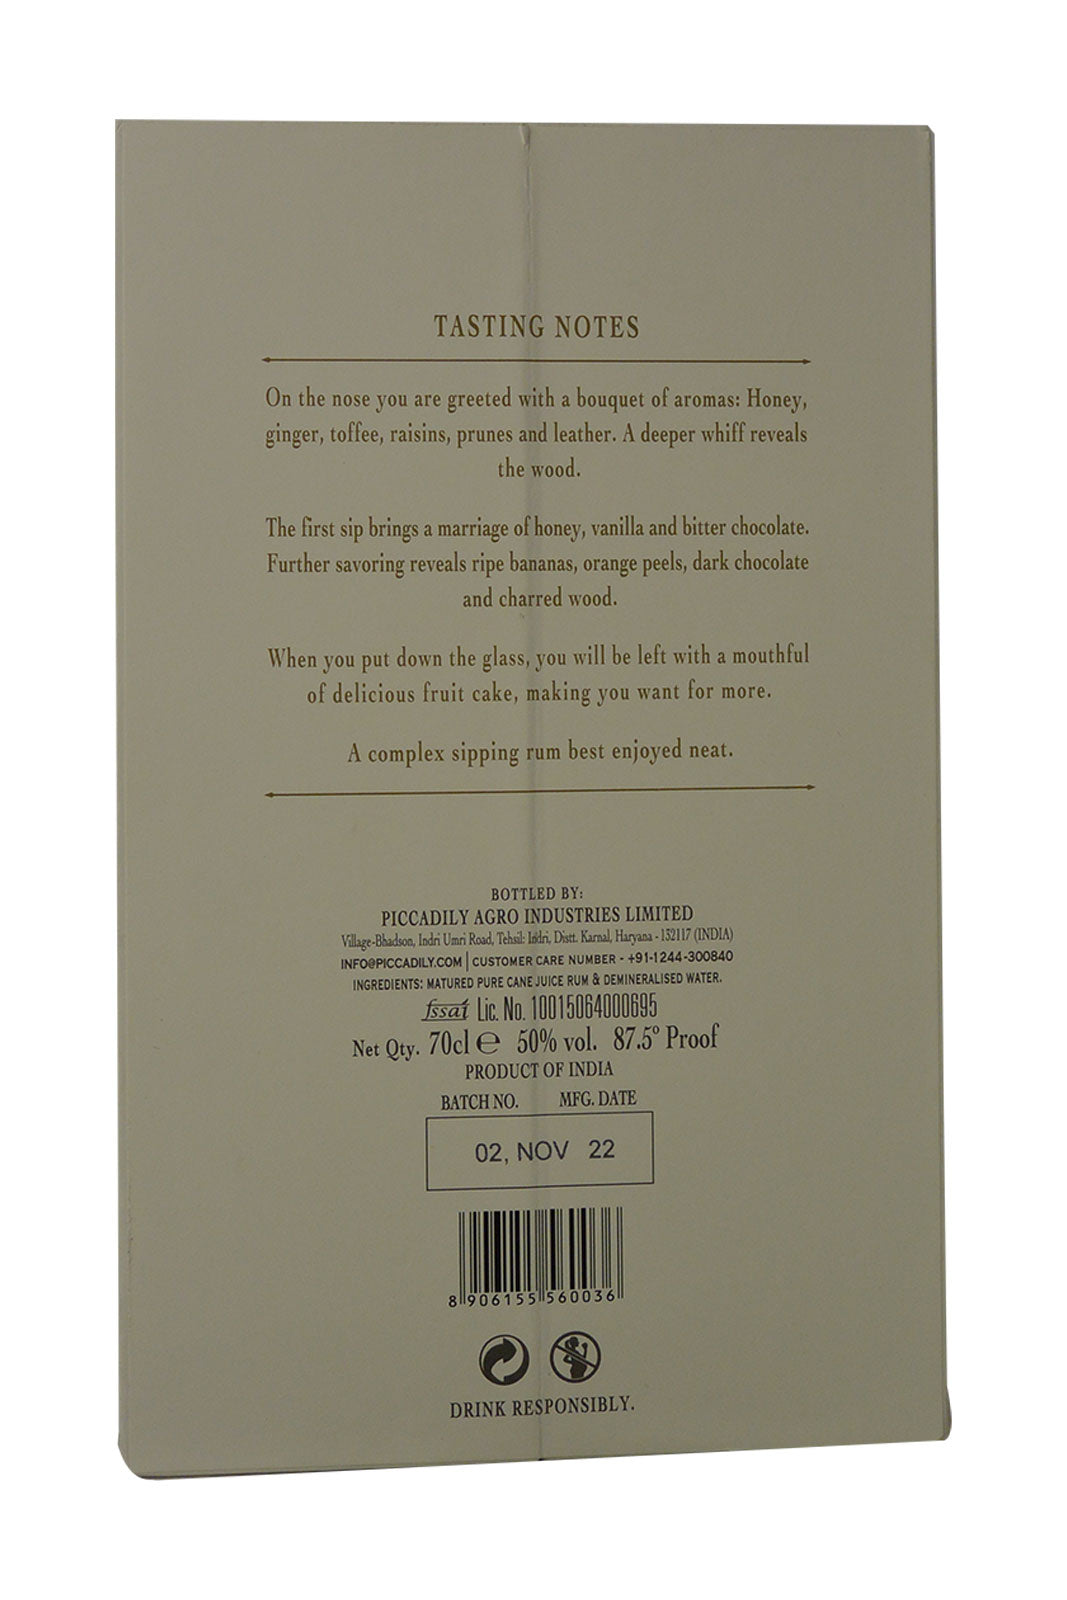 TASTING NOTES
On the nose you are greeted with a bouquet of aromas: Honey,
ginger, toffee, raisins, prunes and leather. A deeper whiff reveals
the wood.
The first sip brings a marriage of honey, vanilla and bitter chocolate.
Further savoring reveals ripe bananas, orange peels, dark chocolate
and charred wood.
When you put down the glass, you will be left with a mouthful
of delicious fruit cake, making you want for more.
A complex sipping rum best enjoyed neat.
BOTTLED BY:
PICCADILY AGRO INDUSTRIES LIMITED
Village-Bhadson, Indri Umri Road, Tehsil: Indri, Distt. Karnal, Haryana - 132117 (INDIA)
INFO@PICCADILY.COM | CUSTOMER CARE NUMBER - +91-1244-300840
INGREDIENTS: MATURED PURE CANE JUICE RUM & DEMINERALISED WATER.
fssai Lic. No. 10015064000695
Net Qty. 70cl ℮ 50% vol. 87.5º Proof
PRODUCT OF INDIA
BATCH NO. MFG. DATE
02, NOV 22
8 906155 560036
DRINK RESPONSIBLY.